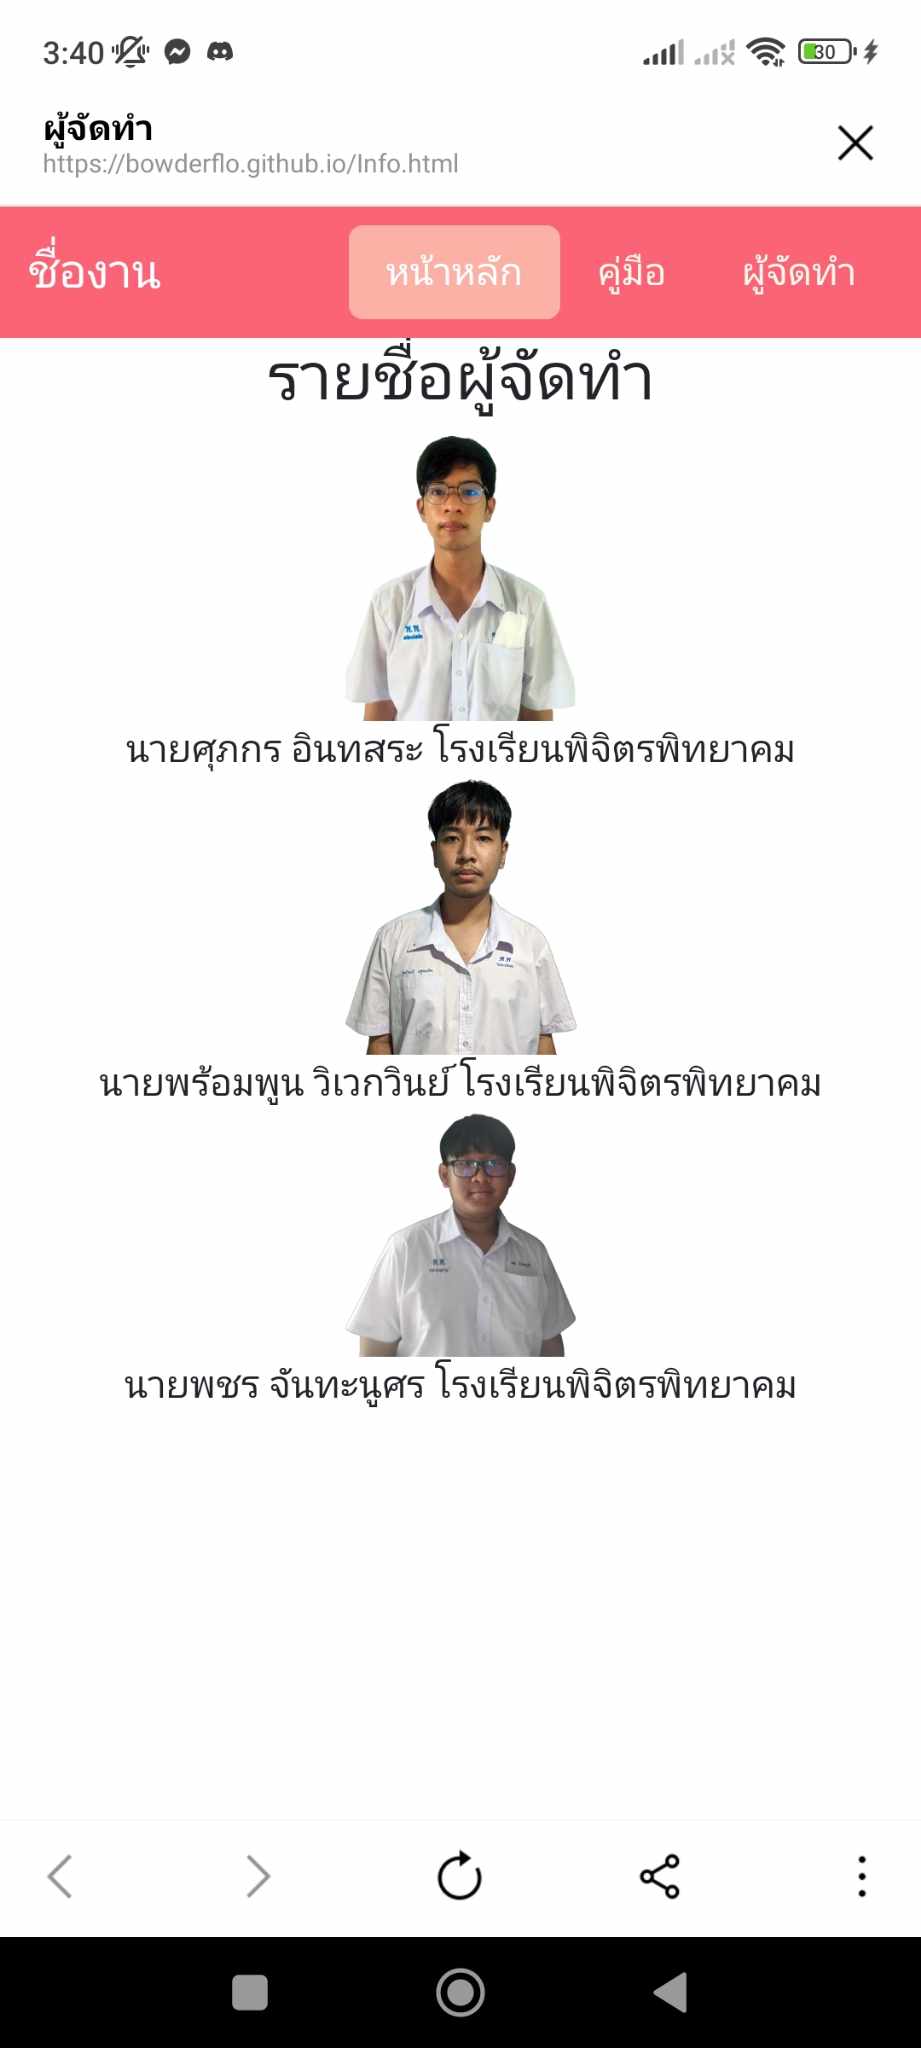 3:40
30
ผู้จัดทำ
https://bowderflo.github.io/Info.html
ชื่องาน
หน้าหลัก
คู่มือ
ผู้จัดทำ
รายชื่อผู้จัดทำ
พ.พ.
นายศุภกร อินทสระ โรงเรียนพิจิตรพิทยาคม
พ.พ
นายพร้อมพูน วิเวกวินย์ โรงเรียนพิจิตรพิทยาคม
พ.พ.
นายพชร จันทะนูศร โรงเรียนพิจิตรพิทยาคม